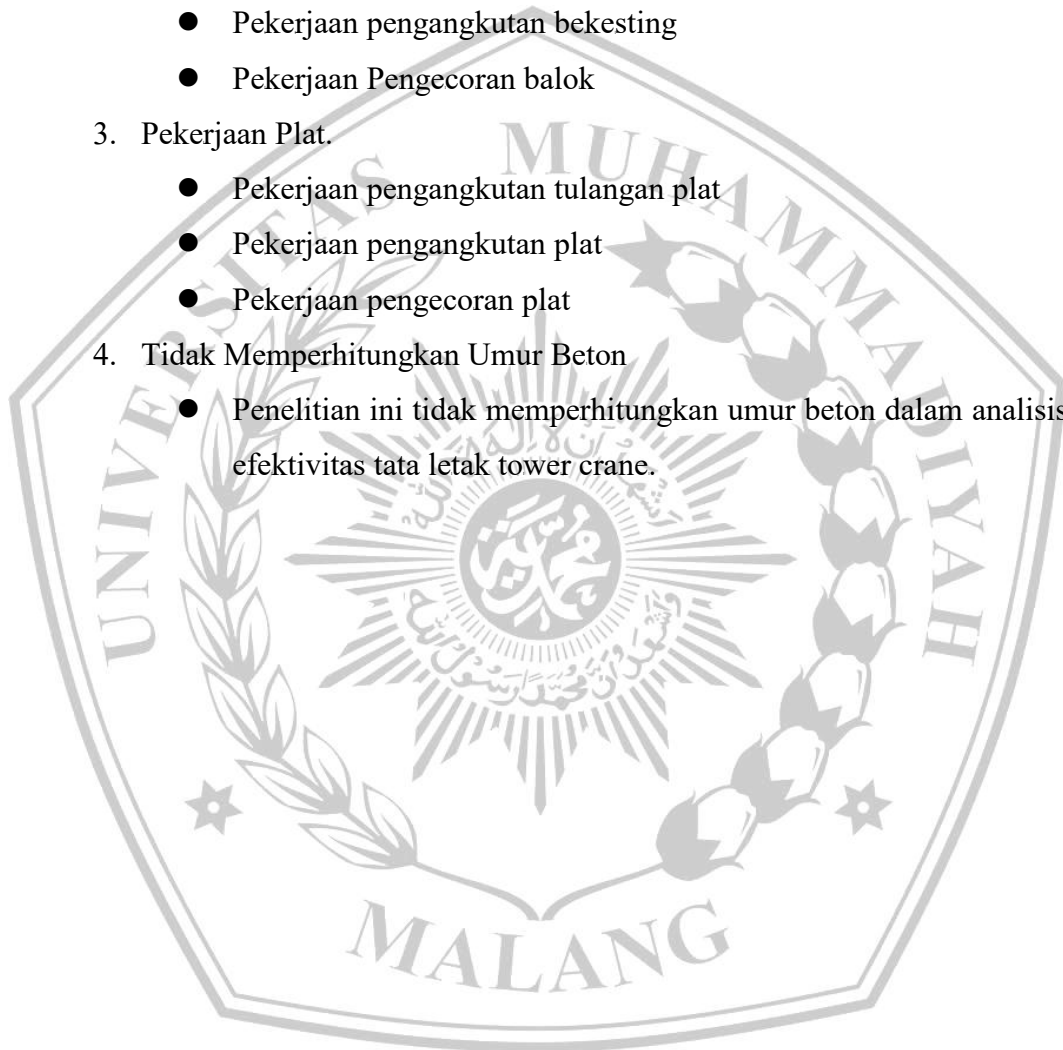 ● Pekerjaan pengangkutan bekesting
● Pekerjaan Pengecoran balok
3. Pekerjaan Plat.
● Pekerjaan pengangkutan tulangan plat
● Pekerjaan pengangkutan plat
● Pekerjaan pengecoran plat
4. Tidak Memperhitungkan Umur Beton
● Penelitian ini tidak memperhitungkan umur beton dalam analisis
efektivitas tata letak tower crane.
UNIVERSITAS MUHAMMADIYAH
MALANG